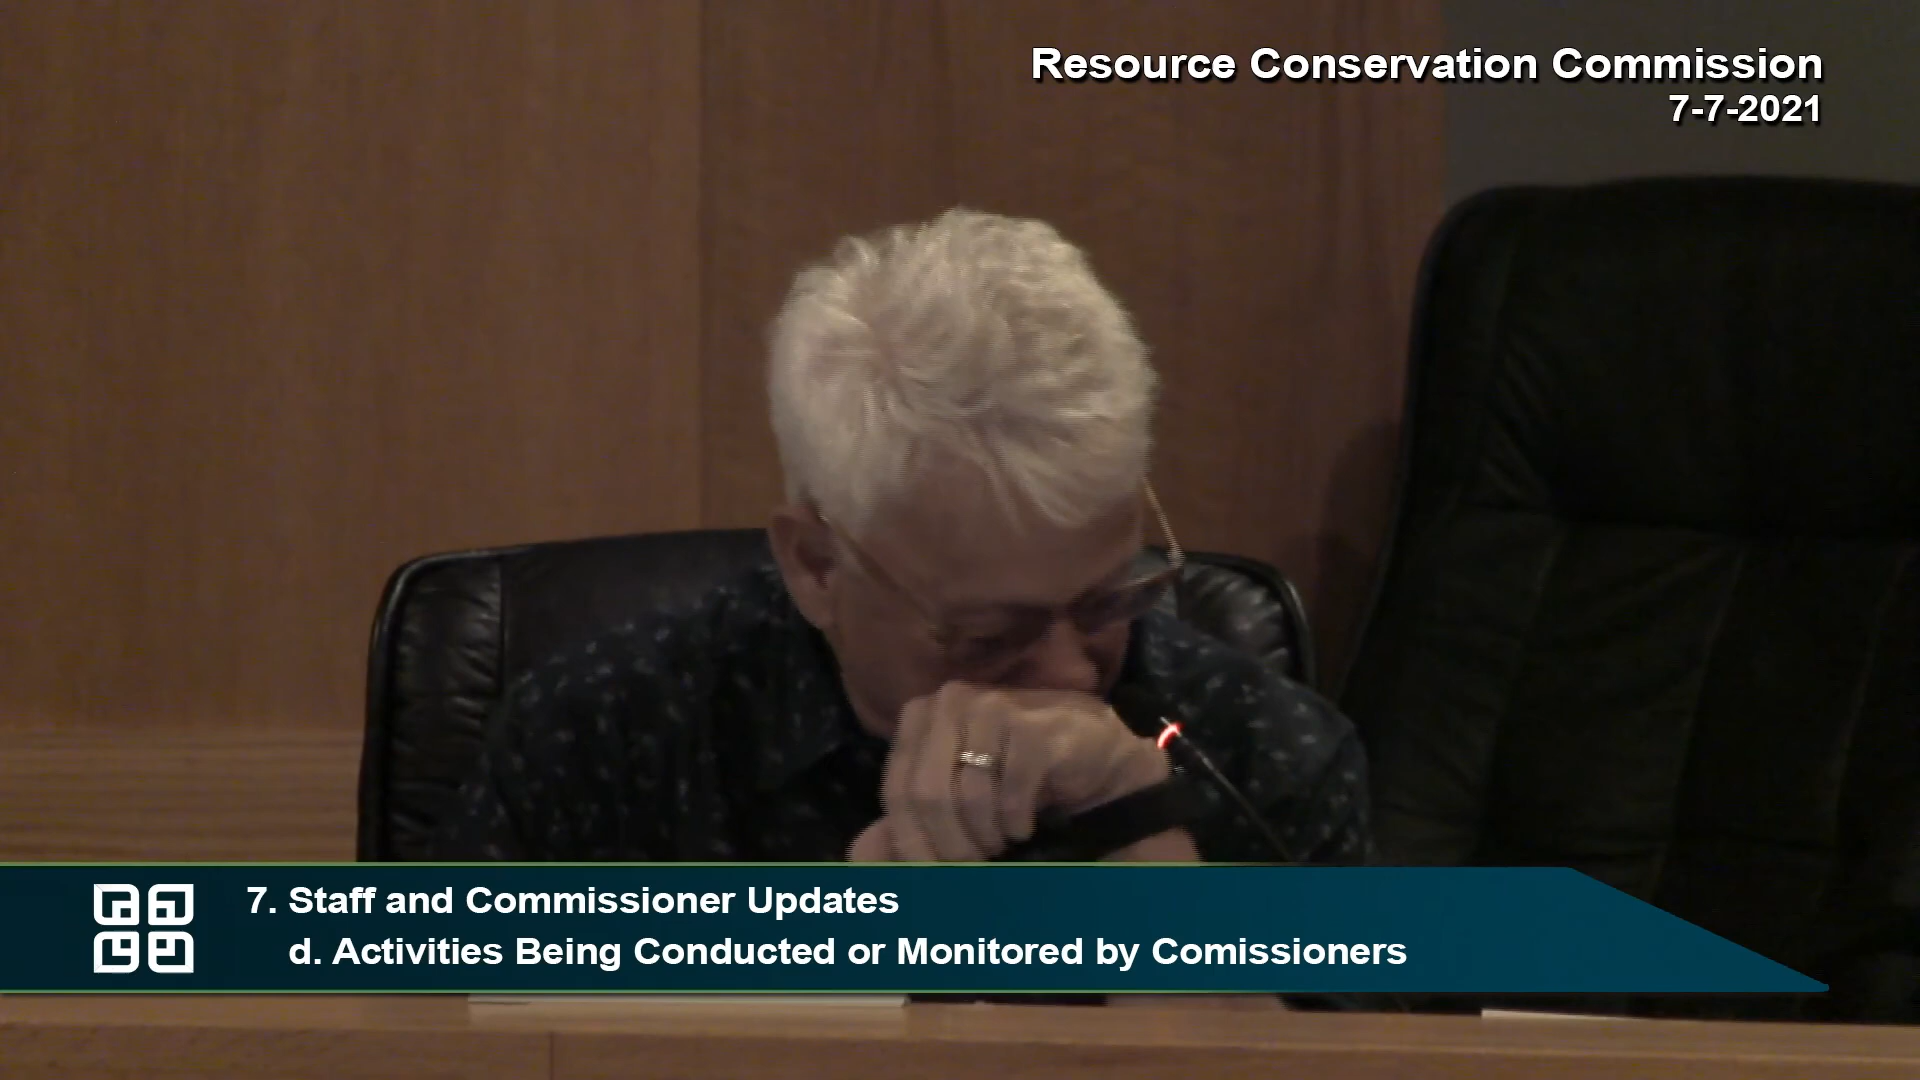 Resource Conservation Commission
7-7-2021
7. Staff and Commissioner Updates
d. Activities Being Conducted or Monitored by Comissioners